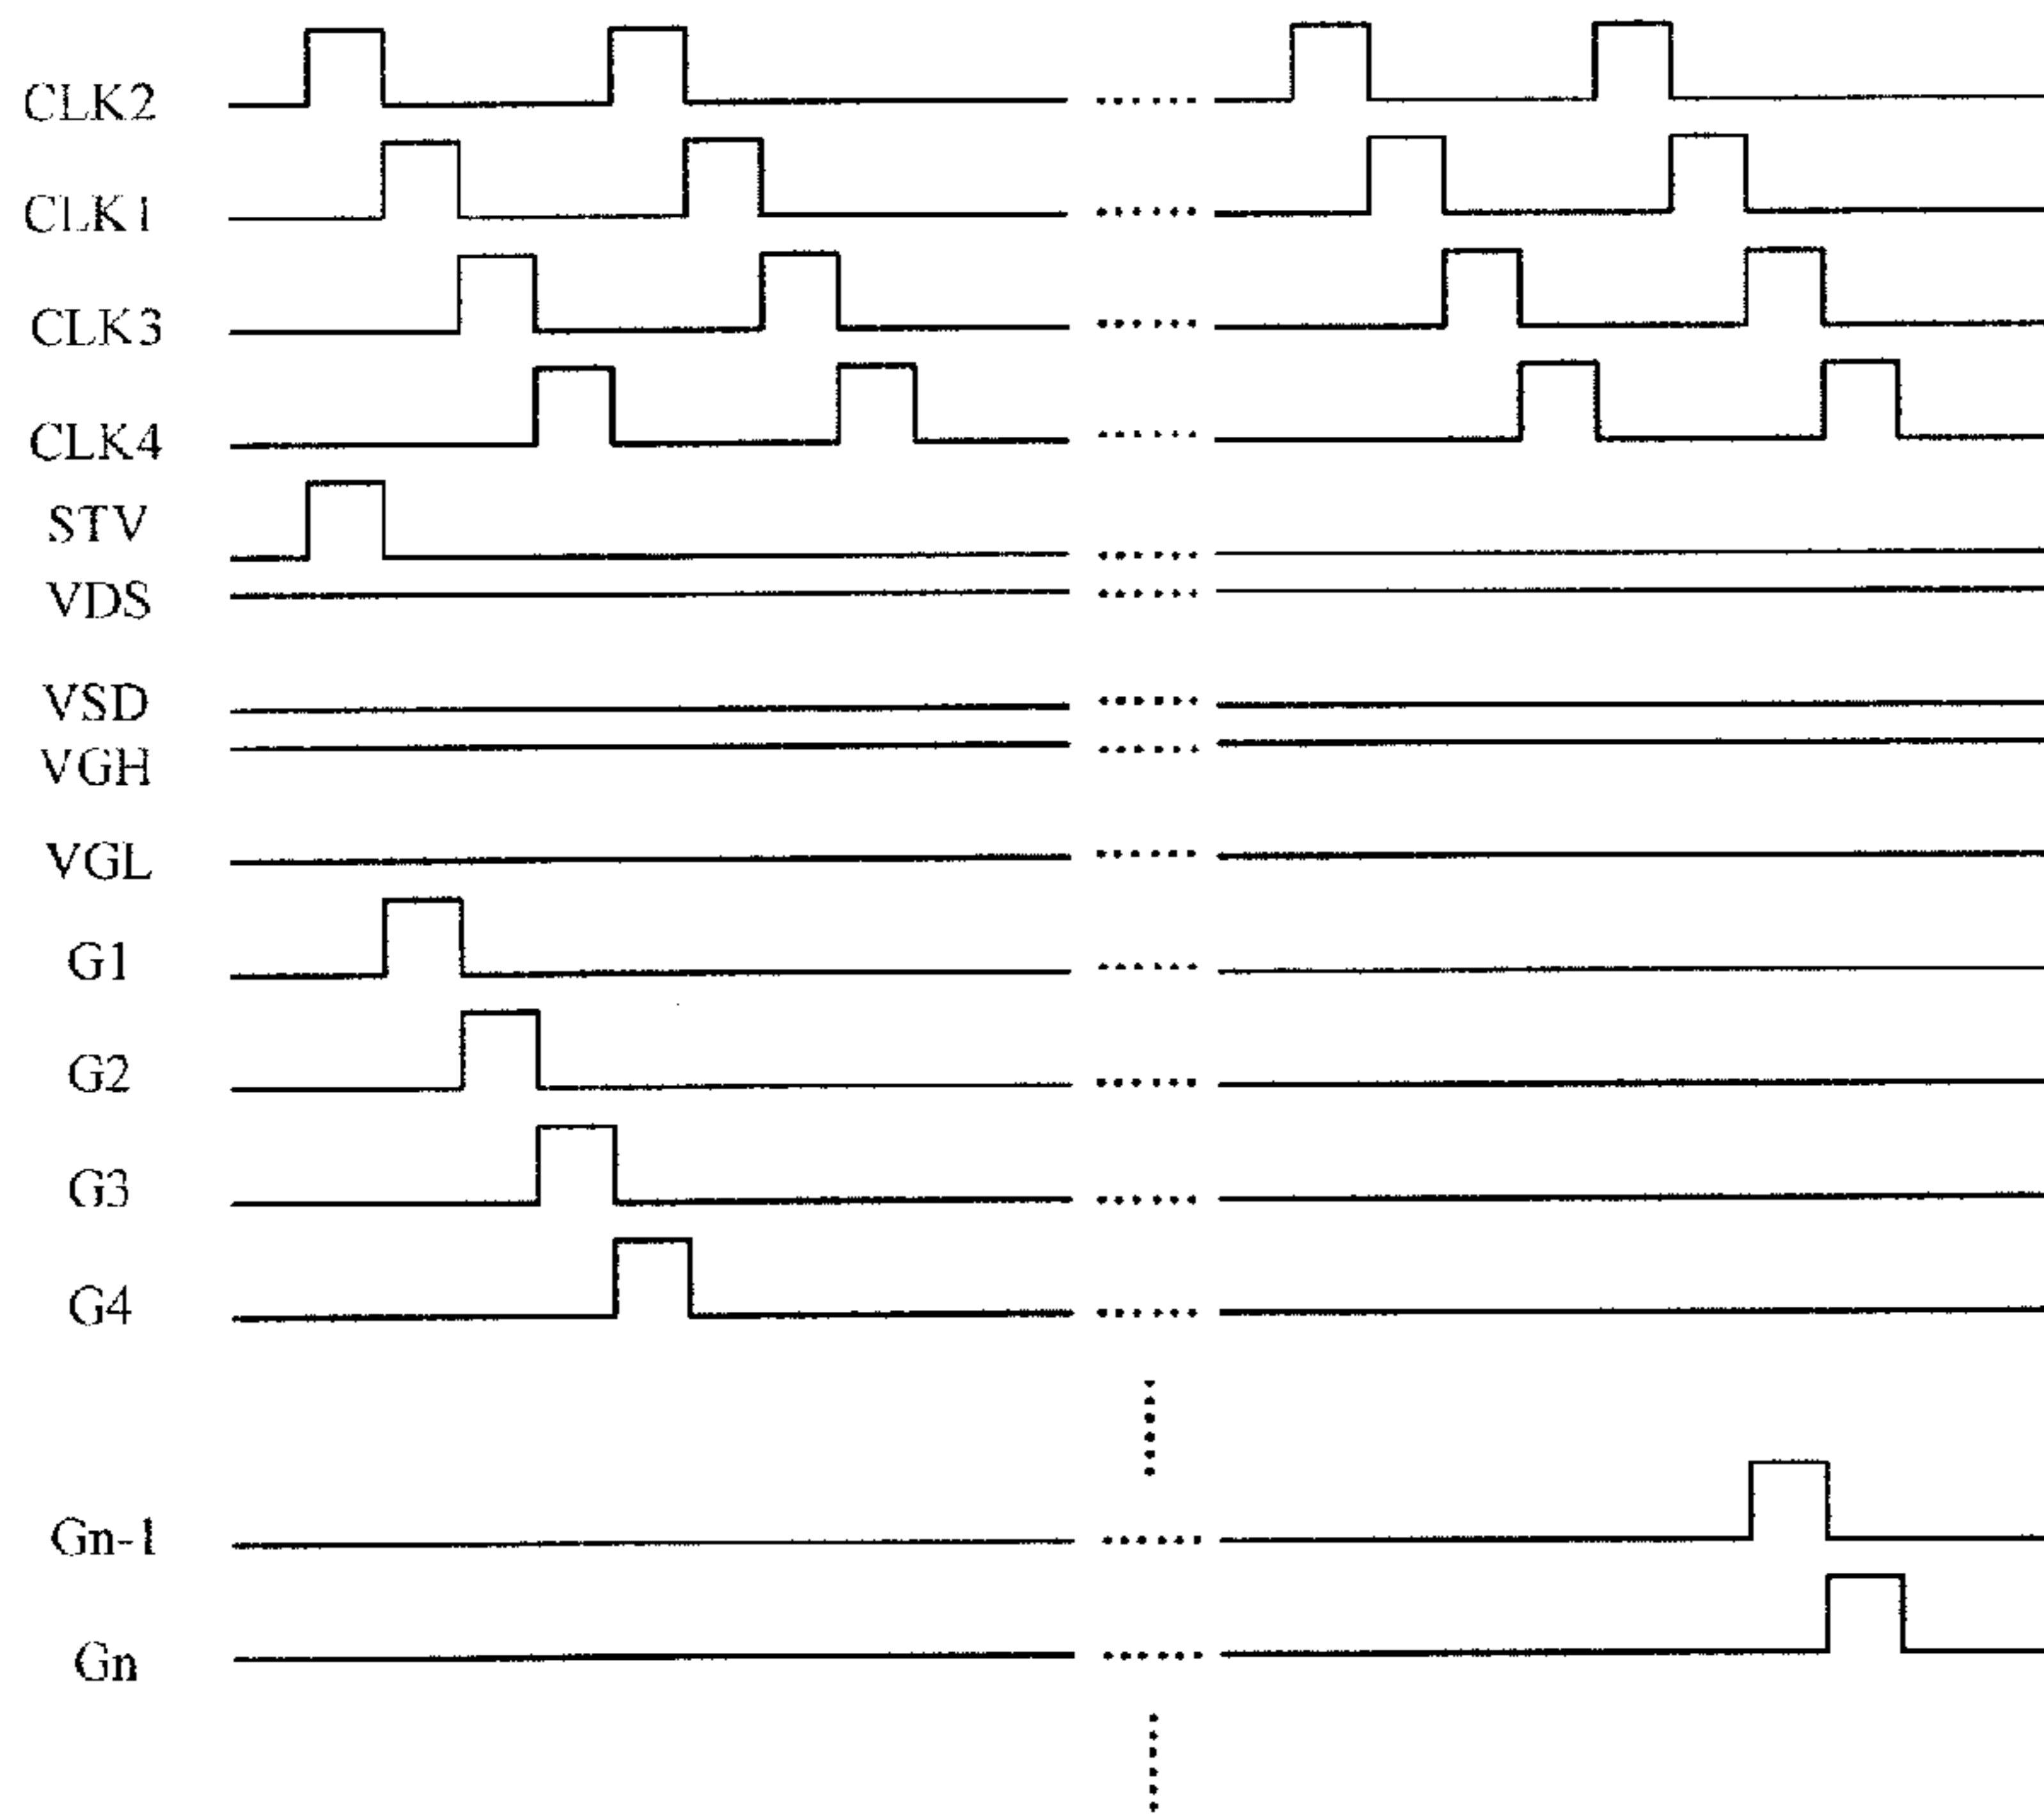 CLK2
CLK1
CLK3
CLK4
STV
VDS
VSD
VGH
VGL
G1
G2
G3
G4
Gn-1
Gn